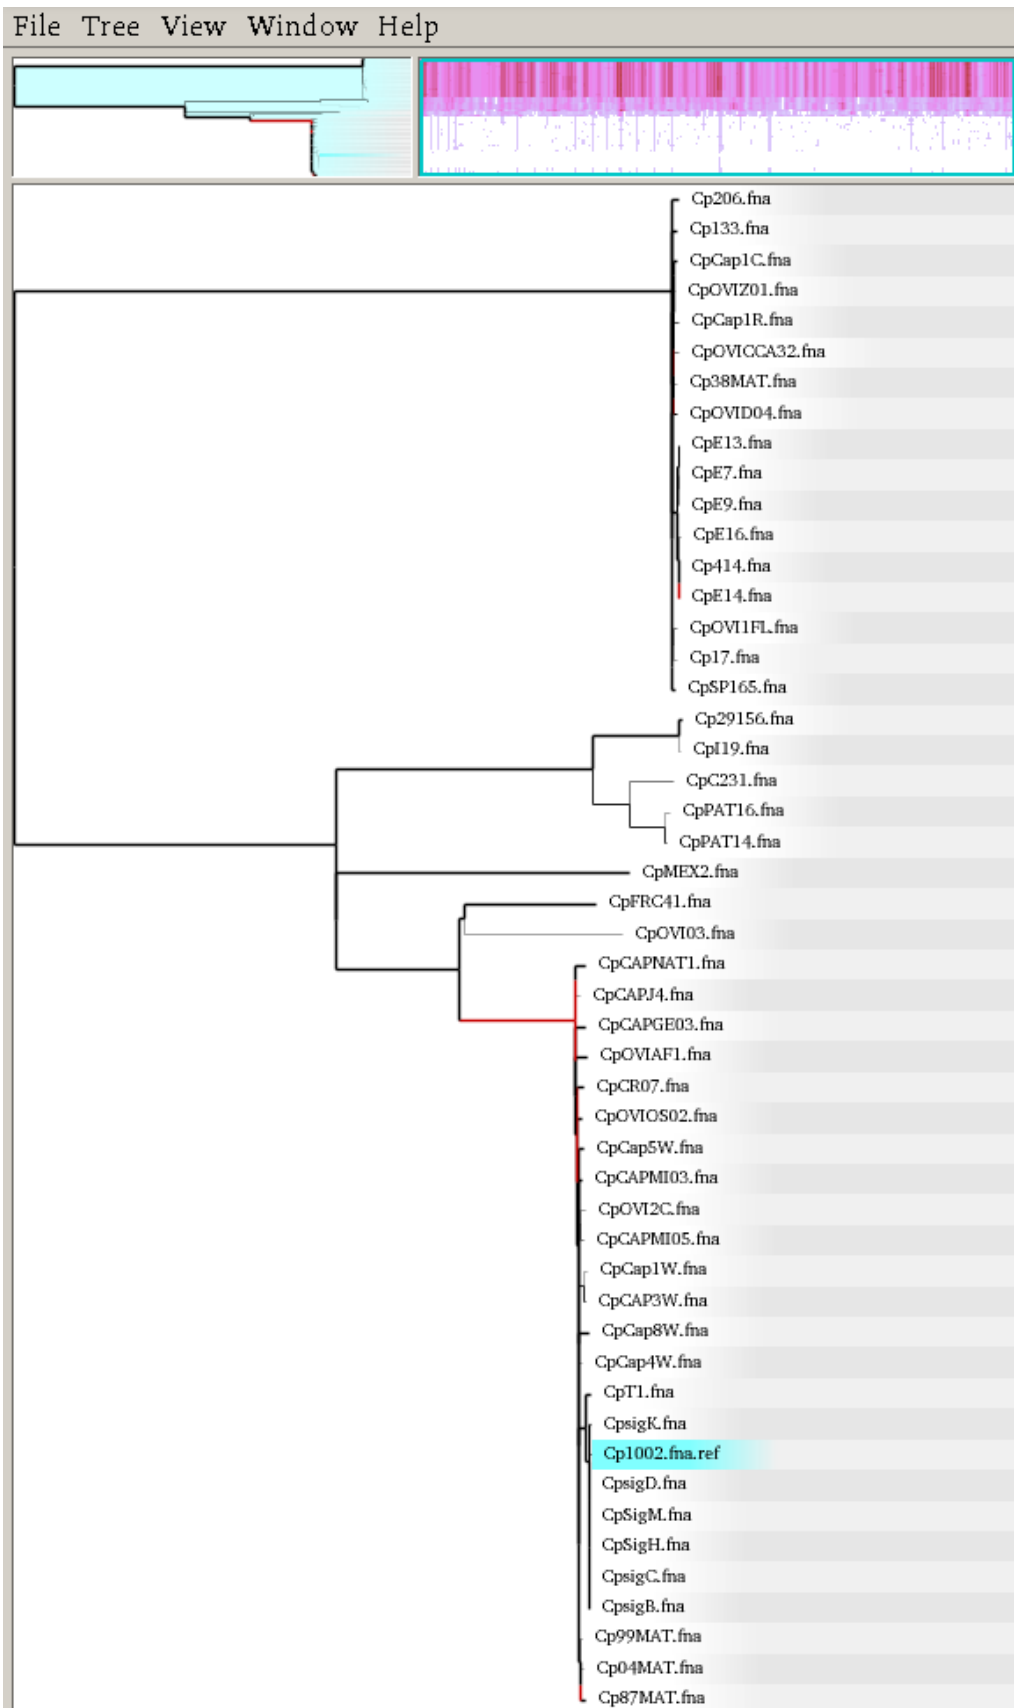 File Tree View Window Help
Cp206.fna
Cp133.fna
CpCap1C.fna
CpOVIZ01.fna
CpCap1R.fna
CpOVICCA32.fna
Cp38MAT.fna
CpOVID04.fna
CpE13.fna
CpE7.fna
CpE9.fna
CpE16.fna
Cp414.fna
CpE14.fna
CpOVI1FL.fna
Cp17.fna
CpSP165.fna
Cp29156.fna
CpI19.fna
CpC231.fna
CpPAT16.fna
CpPAT14.fna
CpMEX2.fna
CpFRC41.fna
CpOVI03.fna
CpCAPNAT1.fna
CpCAPJ4.fna
CpCAPGE03.fna
CpOVIAF1.fna
CpCR07.fna
CpOVIOS02.fna
CpCap5W.fna
CpCAPMI03.fna
CpOVI2C.fna
CpCAPMI05.fna
CpCap1W.fna
CpCAP3W.fna
CpCap8W.fna
CpCap4W.fna
CpT1.fna
CpsigK.fna
Cp1002.fna.ref
CpsigD.fna
CpSigM.fna
CpSigH.fna
CpsigC.fna
CpsigB.fna
Cp99MAT.fna
Cp04MAT.fna
Cp87MAT.fna